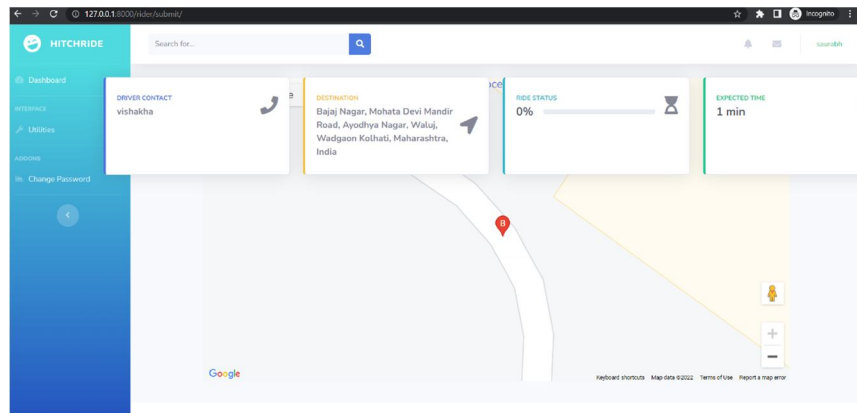 127.0.0.1:8000/rider/submit/
Incognito
HITCHRIDE
Search for...
saurabh
Dashboard
INTERFACE
Utilities
ADDONS
Change Password
DRIVER CONTACT
vishakha
DESTINATION
Bajaj Nagar, Mohata Devi Mandir
Road, Ayodhya Nagar, Waluj,
Wadgaon Kolhati, Maharashtra,
India
RIDE STATUS
0%
EXPECTED TIME
1 min
B
Google
Keyboard shortcuts Map data ©2022 Terms of Use Report a map error